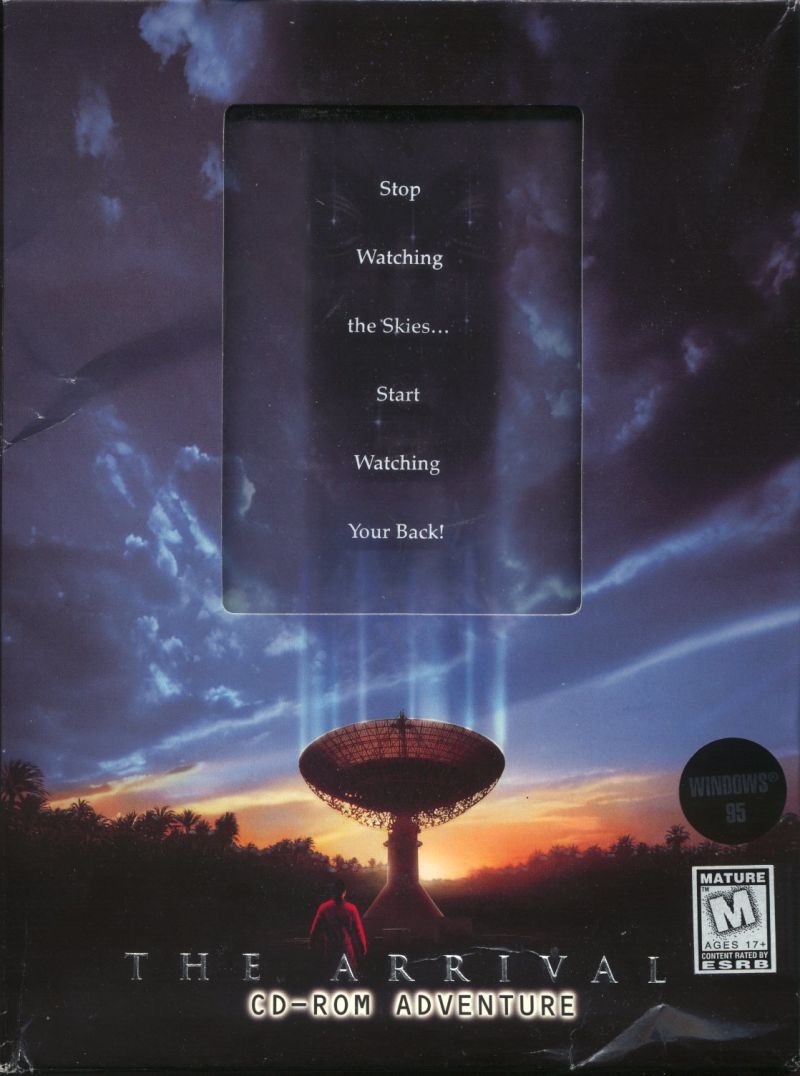 Stop
Watching
the Skies...
Start
Watching
Your Back!
WINDOWS®
95
MATURE
TM
M
AGES 17+
CONTENT RATED BY
ESRB
THE ARRIVAL
CD-ROM ADVENTURE